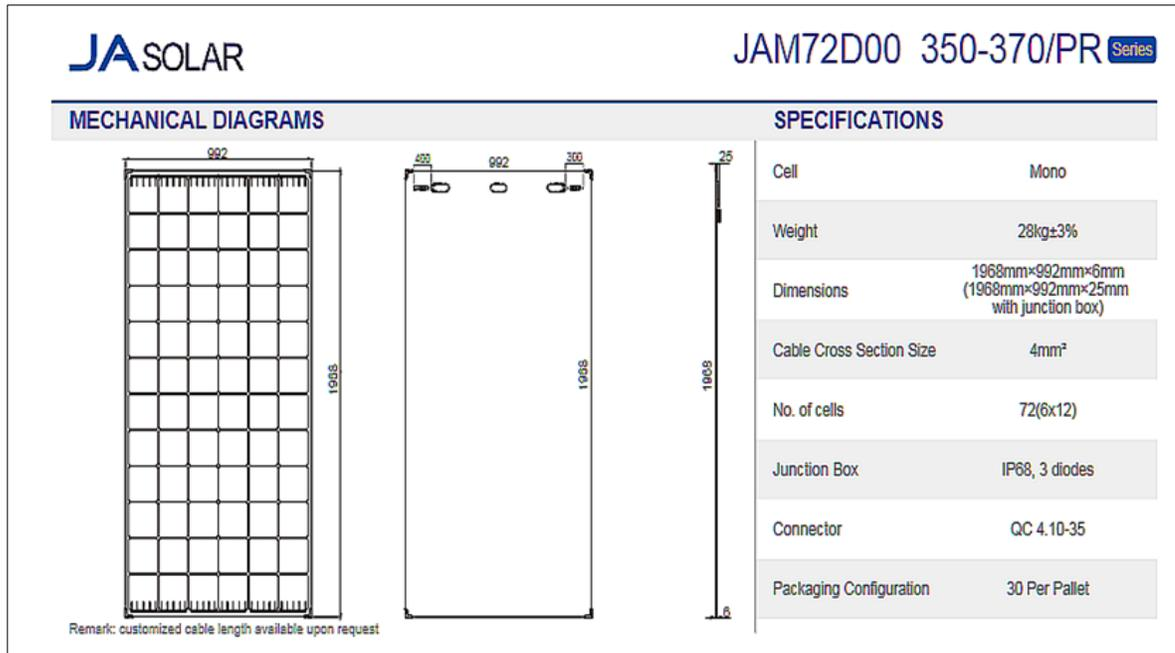 JA SOLAR
JAM72D00 350-370/PR Series
MECHANICAL DIAGRAMS
992
1968
400
992
300
1968
25
1968
6
Remark: customized cable length available upon request
SPECIFICATIONS
Cell Mono
Weight 28kg±3%
Dimensions 1968mm×992mm×6mm
(1968mm×992mm×25mm
with junction box)
Cable Cross Section Size 4mm²
No. of cells 72(6x12)
Junction Box IP68, 3 diodes
Connector QC 4.10-35
Packaging Configuration 30 Per Pallet